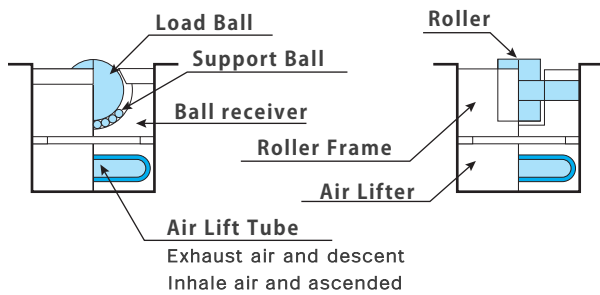 Load Ball
Roller
Support Ball
Ball receiver
Roller Frame
Air Lifter
Air Lift Tube
Exhaust air and descent
Inhale air and ascended